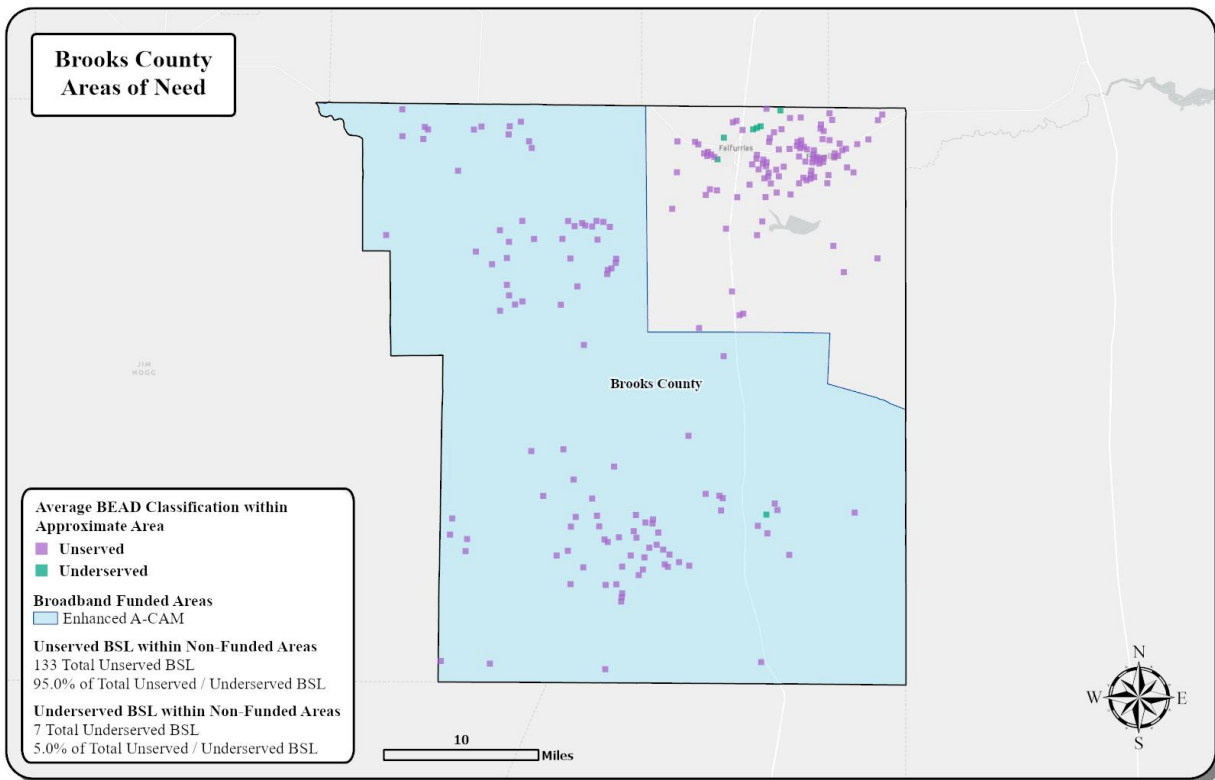 Brooks County
Areas of Need
Falfurrias
JIM
HOGG
Brooks County
Average BEAD Classification within
Approximate Area
Unserved
Underserved
Broadband Funded Areas
Enhanced A-CAM
Unserved BSL within Non-Funded Areas
133 Total Unserved BSL
95.0% of Total Unserved / Underserved BSL
Underserved BSL within Non-Funded Areas
7 Total Underserved BSL
5.0% of Total Unserved / Underserved BSL
10
Miles
N
W
E
S